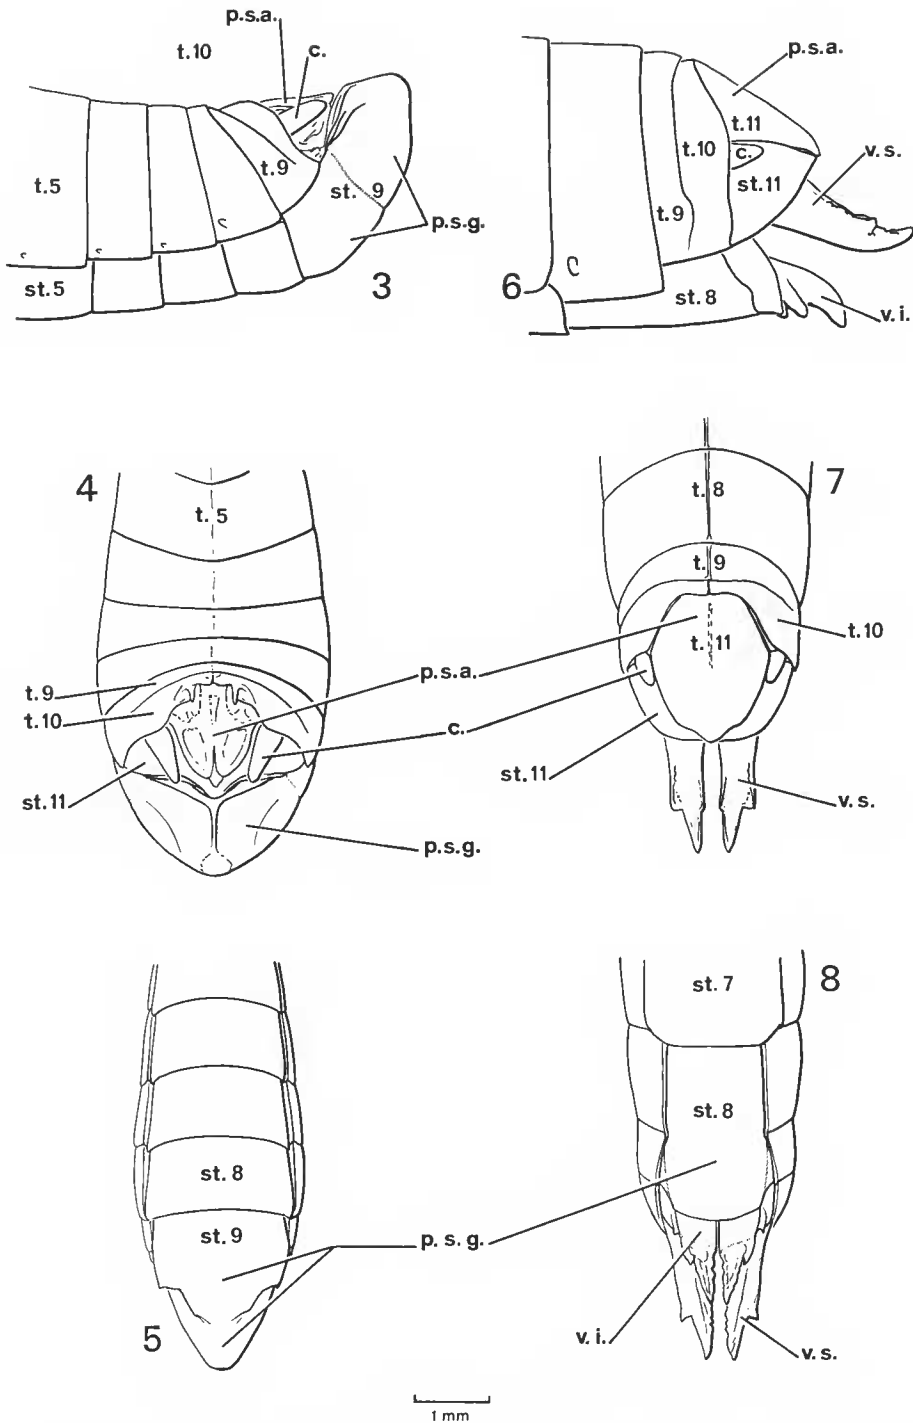 p.s.a.
t.10
c.
t.5
t.9
st. 9
p.s.g.
st.5
3
p.s.a.
t.11
t.10
c.
v.s.
st.11
t.9
6
st.8
v.i.
4
t. 5
t.9
t.10
st.11
p.s.a.
c.
p.s.g.
t. 8
7
t. 9
t.10
t. 11
st.11
v.s.
st. 8
st. 9
p. s. g.
5
st. 7
8
st.8
v. i.
v.s.
1 mm